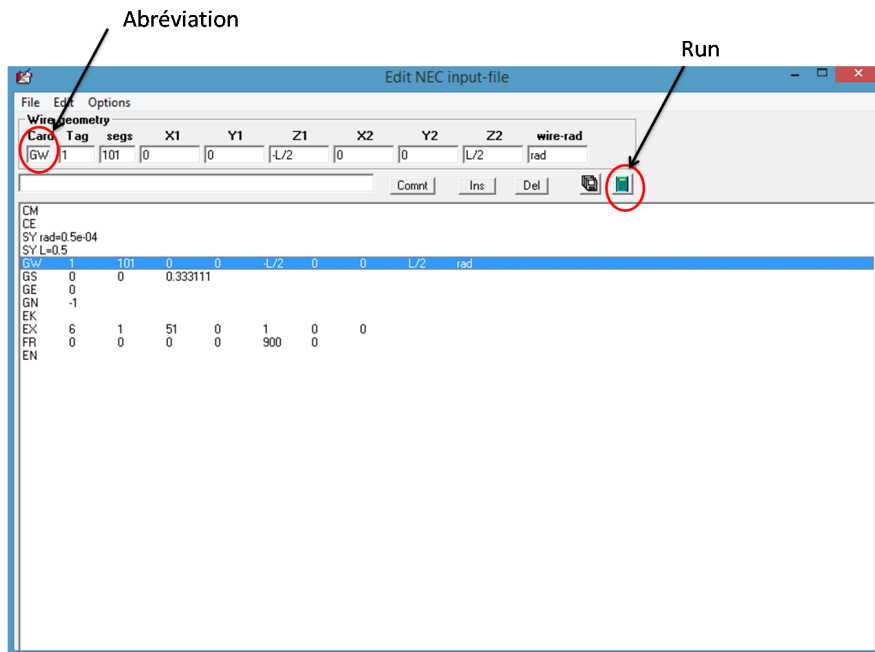 Abréviation
Run
Edit NEC input-file
File Edit Options
Wire geometry
Card Tag segs X1 Y1 Z1 X2 Y2 Z2 wire-rad
GW 1 101 0 0 -L/2 0 0 L/2 rad
Comnt Ins Del
CM
CE
SY rad=0.5e-04
SY L=0.5
GW 1 101 0 0 -L/2 0 0 L/2 rad
GS 0 0 0.333111
GE 0
GN -1
EK
EX 6 1 51 0 1 0 0
FR 0 0 0 0 900 0
EN